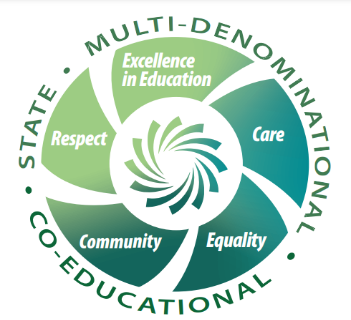 STATE • MULTI-DENOMINATIONAL • CO-EDUCATIONAL •
Excellence
in Education
Care
Equality
Community
Respect